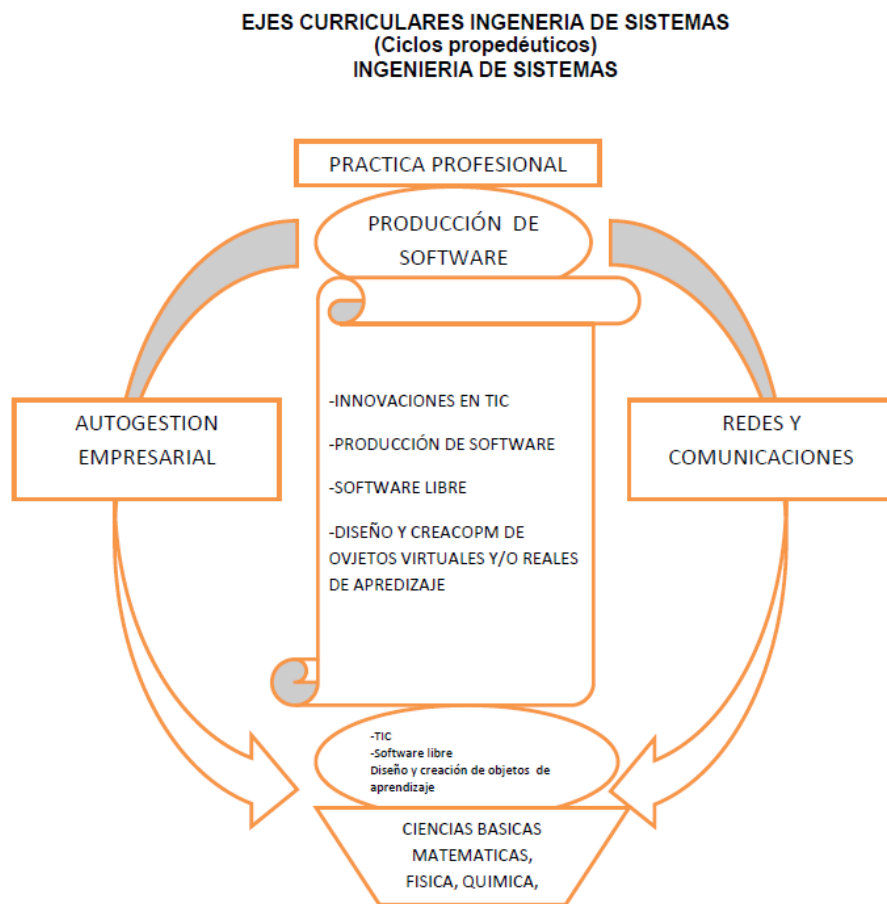 EJES CURRICULARES INGENERIA DE SISTEMAS
(Ciclos propedéuticos)
INGENIERIA DE SISTEMAS
PRACTICA PROFESIONAL
PRODUCCIÓN DE
SOFTWARE
AUTOGESTION
EMPRESARIAL
-INNOVACIONES EN TIC
-PRODUCCIÓN DE SOFTWARE
-SOFTWARE LIBRE
-DISEÑO Y CREACOPM DE
OVJETOS VIRTUALES Y/O REALES
DE APREDIZAJE
REDES Y
COMUNICACIONES
-TIC
-Software libre
Diseño y creación de objetos de
aprendizaje
CIENCIAS BASICAS
MATEMATICAS,
FISICA, QUIMICA,